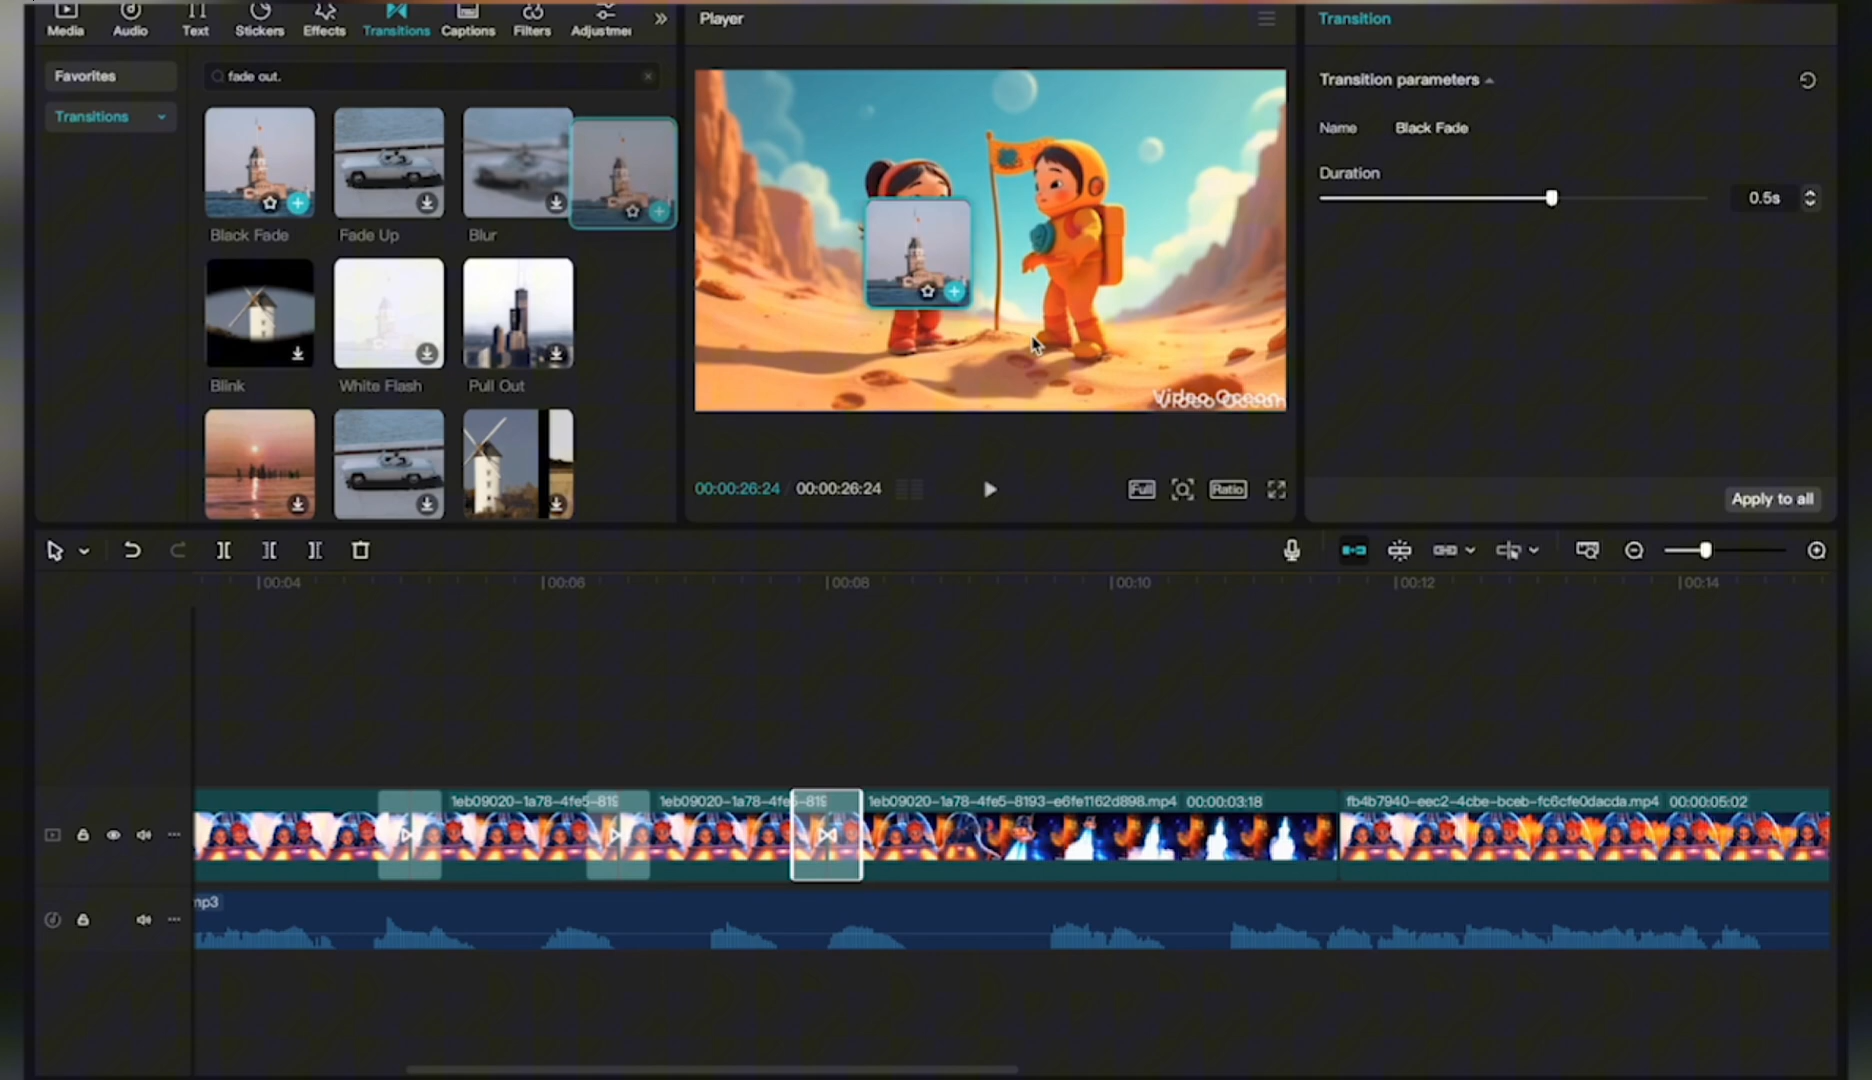 Media Audio Text Stickers Effects Transitions Captions Filters Adjustmer
Player
Transition
Favorites
fade out.
Transitions
Black Fade
Fade Up
Blur
Blink
White Flash
Pull Out
Video Ocean
00:00:26:24 / 00:00:26:24
Full
Ratio
Transition parameters
Name Black Fade
Duration
0.5s
Apply to all
00:04 00:06 00:08 00:10 00:12 00:14
1eb09020-1a78-4fe5-819
1eb09020-1a78-4fe5-819
1eb09020-1a78-4fe5-8193-e6fe1162d898.mp4 00:00:03:18
fb4b7940-eec2-4cbe-bceb-fc6cfe0dacda.mp4 00:00:05:02
mp3